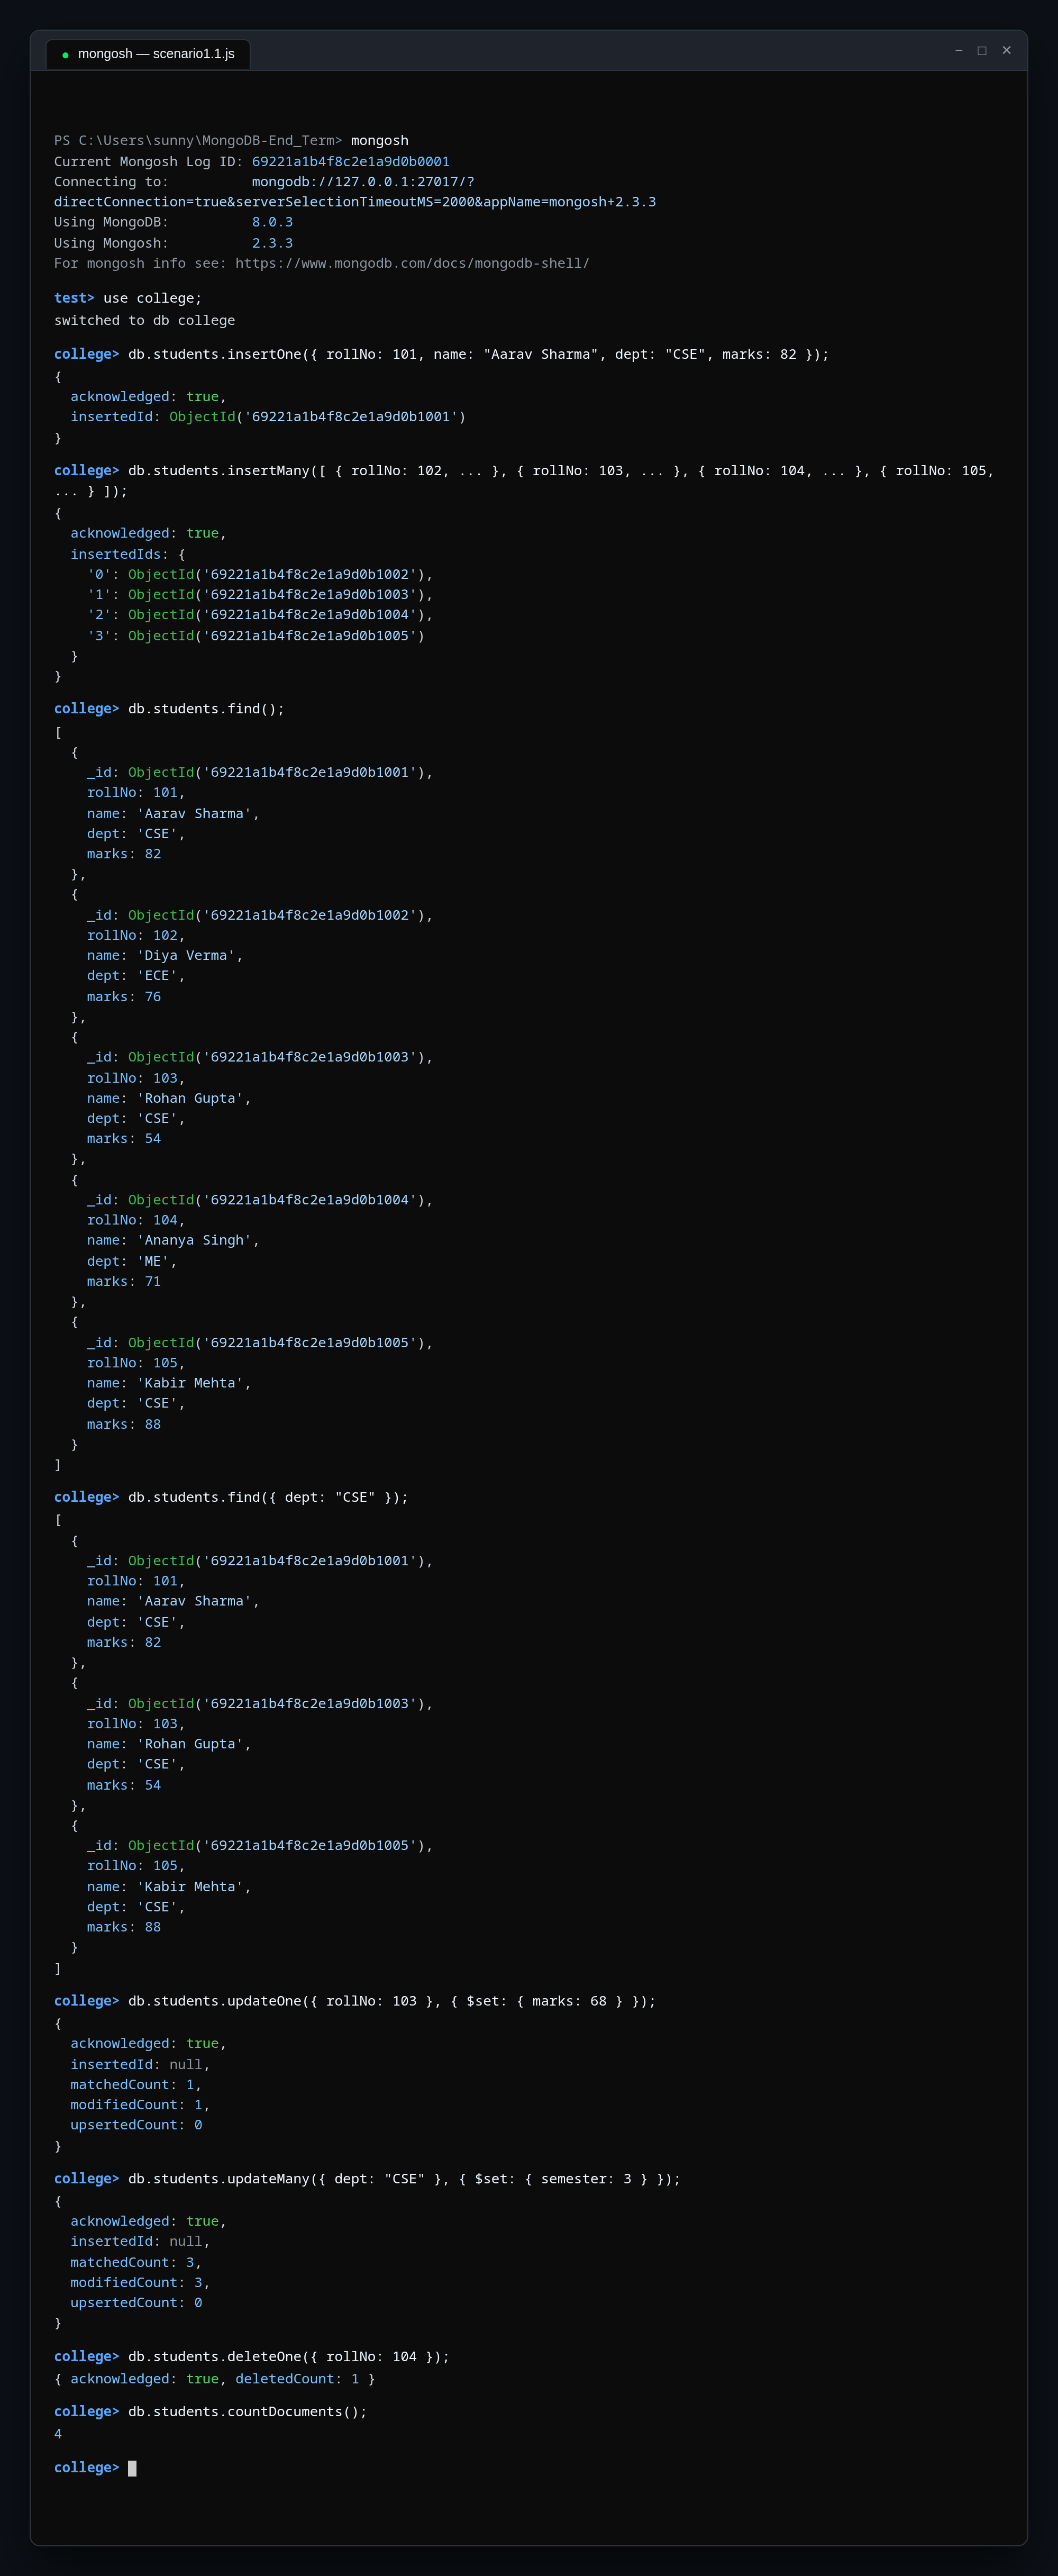 mongosh — scenario1.1.js
PS C:\Users\sunny\MongoDB-End_Term> mongosh
Current Mongosh Log ID: 69221a1b4f8c2e1a9d0b0001
Connecting to:          mongodb://127.0.0.1:27017/?
directConnection=true&serverSelectionTimeoutMS=2000&appName=mongosh+2.3.3
Using MongoDB:          8.0.3
Using Mongosh:          2.3.3
For mongosh info see: https://www.mongodb.com/docs/mongodb-shell/
test> use college;
switched to db college
college> db.students.insertOne({ rollNo: 101, name: "Aarav Sharma", dept: "CSE", marks: 82 });
{
  acknowledged: true,
  insertedId: ObjectId('69221a1b4f8c2e1a9d0b1001')
}
college> db.students.insertMany([ { rollNo: 102, ... }, { rollNo: 103, ... }, { rollNo: 104, ... }, { rollNo: 105,
... } ]);
{
  acknowledged: true,
  insertedIds: {
    '0': ObjectId('69221a1b4f8c2e1a9d0b1002'),
    '1': ObjectId('69221a1b4f8c2e1a9d0b1003'),
    '2': ObjectId('69221a1b4f8c2e1a9d0b1004'),
    '3': ObjectId('69221a1b4f8c2e1a9d0b1005')
  }
}
college> db.students.find();
[
  {
    _id: ObjectId('69221a1b4f8c2e1a9d0b1001'),
    rollNo: 101,
    name: 'Aarav Sharma',
    dept: 'CSE',
    marks: 82
  },
  {
    _id: ObjectId('69221a1b4f8c2e1a9d0b1002'),
    rollNo: 102,
    name: 'Diya Verma',
    dept: 'ECE',
    marks: 76
  },
  {
    _id: ObjectId('69221a1b4f8c2e1a9d0b1003'),
    rollNo: 103,
    name: 'Rohan Gupta',
    dept: 'CSE',
    marks: 54
  },
  {
    _id: ObjectId('69221a1b4f8c2e1a9d0b1004'),
    rollNo: 104,
    name: 'Ananya Singh',
    dept: 'ME',
    marks: 71
  },
  {
    _id: ObjectId('69221a1b4f8c2e1a9d0b1005'),
    rollNo: 105,
    name: 'Kabir Mehta',
    dept: 'CSE',
    marks: 88
  }
]
college> db.students.find({ dept: "CSE" });
[
  {
    _id: ObjectId('69221a1b4f8c2e1a9d0b1001'),
    rollNo: 101,
    name: 'Aarav Sharma',
    dept: 'CSE',
    marks: 82
  },
  {
    _id: ObjectId('69221a1b4f8c2e1a9d0b1003'),
    rollNo: 103,
    name: 'Rohan Gupta',
    dept: 'CSE',
    marks: 54
  },
  {
    _id: ObjectId('69221a1b4f8c2e1a9d0b1005'),
    rollNo: 105,
    name: 'Kabir Mehta',
    dept: 'CSE',
    marks: 88
  }
]
college> db.students.updateOne({ rollNo: 103 }, { $set: { marks: 68 } });
{
  acknowledged: true,
  insertedId: null,
  matchedCount: 1,
  modifiedCount: 1,
  upsertedCount: 0
}
college> db.students.updateMany({ dept: "CSE" }, { $set: { semester: 3 } });
{
  acknowledged: true,
  insertedId: null,
  matchedCount: 3,
  modifiedCount: 3,
  upsertedCount: 0
}
college> db.students.deleteOne({ rollNo: 104 });
{ acknowledged: true, deletedCount: 1 }
college> db.students.countDocuments();
4
college>